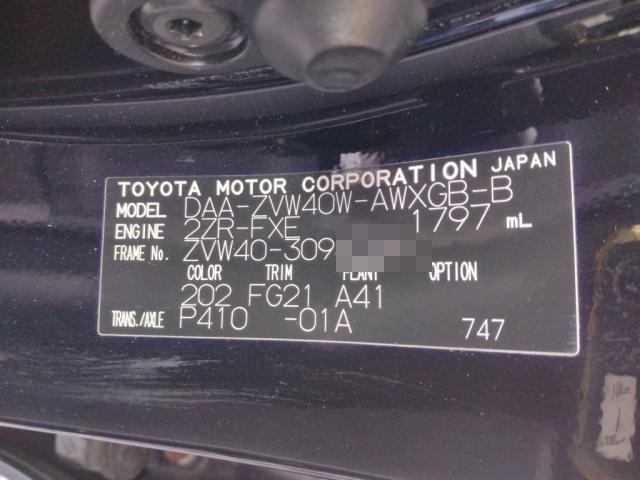 TOYOTA MOTOR CORPORATION JAPAN
MODEL DAA-ZVW40W-AWXGB-B
ENGINE 2ZR-FXE 1797 mL
FRAME No. ZVW40-309
COLOR TRIM PLANT OPTION
202 FG21 A41
TRANS./AXLE P410 -01A 747